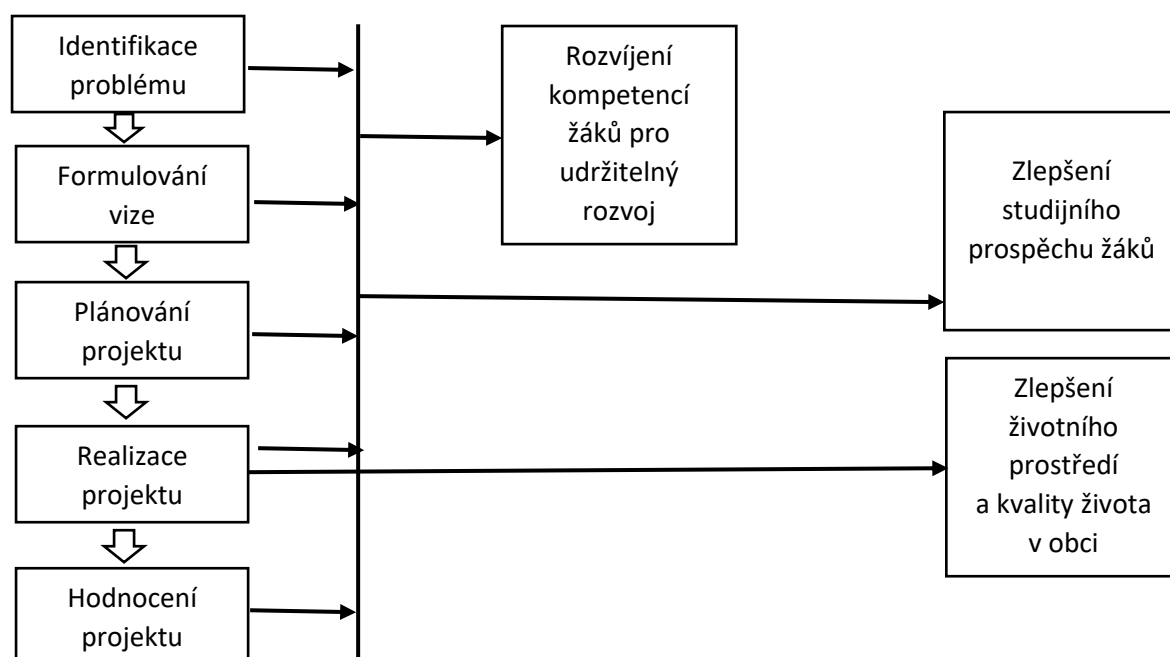 Identifikace
problému
Formulování
vize
Plánování
projektu
Realizace
projektu
Hodnocení
projektu
Rozvíjení
kompetencí
žáků pro
udržitelný
rozvoj
Zlepšení
studijního
prospěchu žáků
Zlepšení
životního
prostředí
a kvality života
v obci